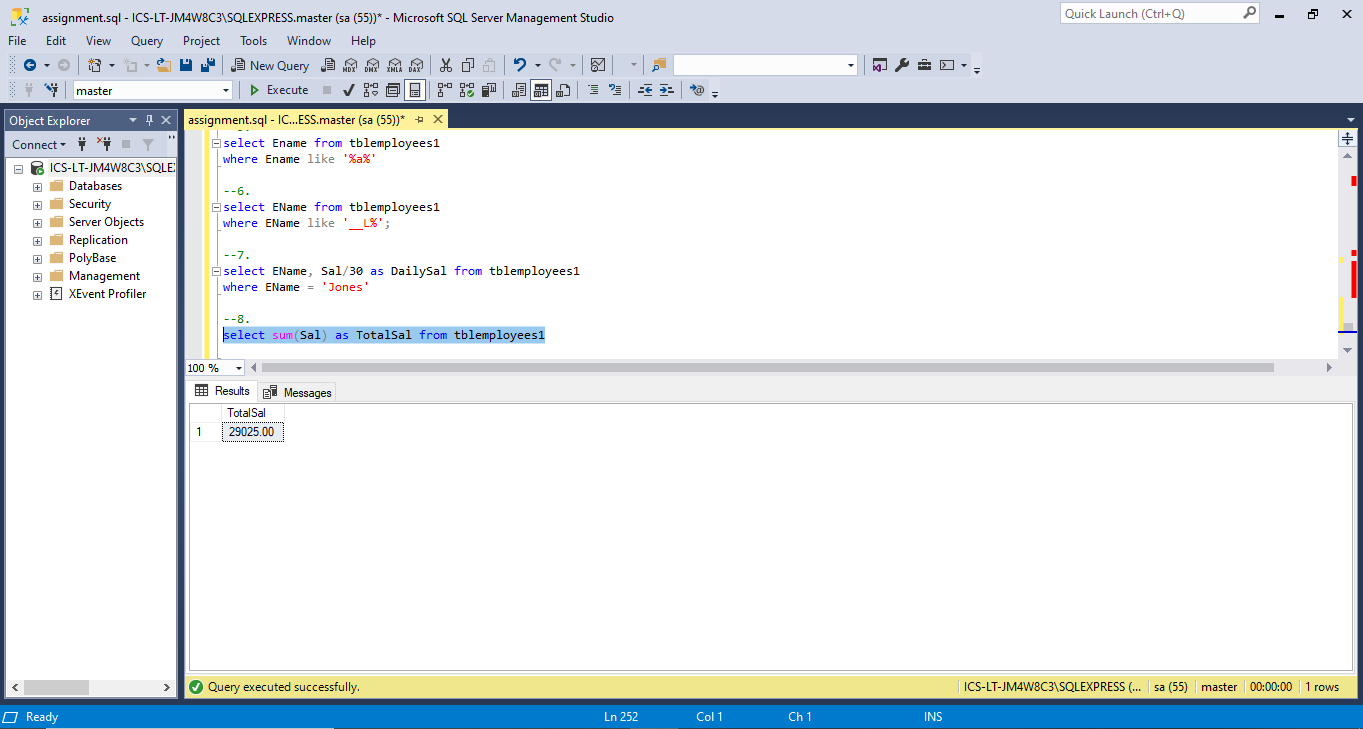 assignment.sql - ICS-LT-JM4W8C3\SQLEXPRESS.master (sa (55))* - Microsoft SQL Server Management Studio
Quick Launch (Ctrl+Q)
File Edit View Query Project Tools Window Help
New Query MDX DMX XMLA DAX
master Execute
Object Explorer
assignment.sql - IC...ESS.master (sa (55))*
Connect
ICS-LT-JM4W8C3\SQLE
Databases
Security
Server Objects
Replication
PolyBase
Management
XEvent Profiler
select Ename from tblemployees1
where Ename like '%a%'
--6.
select EName from tblemployees1
where EName like '__L%';
--7.
select EName, Sal/30 as DailySal from tblemployees1
where EName = 'Jones'
--8.
select sum(Sal) as TotalSal from tblemployees1
100 %
Results Messages
TotalSal
1 29025.00
Query executed successfully.
ICS-LT-JM4W8C3\SQLEXPRESS (... sa (55) master 00:00:00 1 rows
Ready Ln 252 Col 1 Ch 1 INS